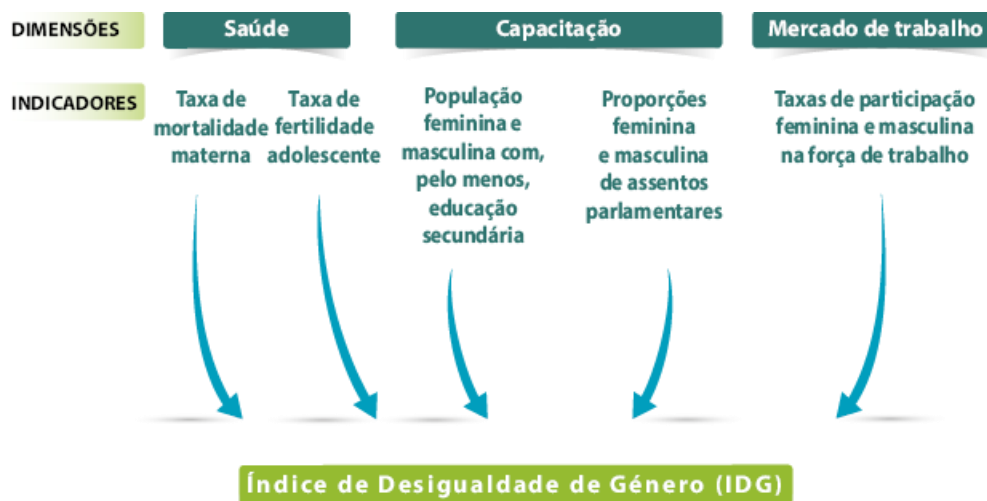 DIMENSÕES
Saúde
Capacitação
Mercado de trabalho
INDICADORES
Taxa de
mortalidade
materna
Taxa de
fertilidade
adolescente
População
feminina e
masculina com,
pelo menos,
educação
secundária
Proporções
feminina
e masculina
de assentos
parlamentares
Taxas de participação
feminina e masculina
na força de trabalho
Índice de Desigualdade de Género (IDG)